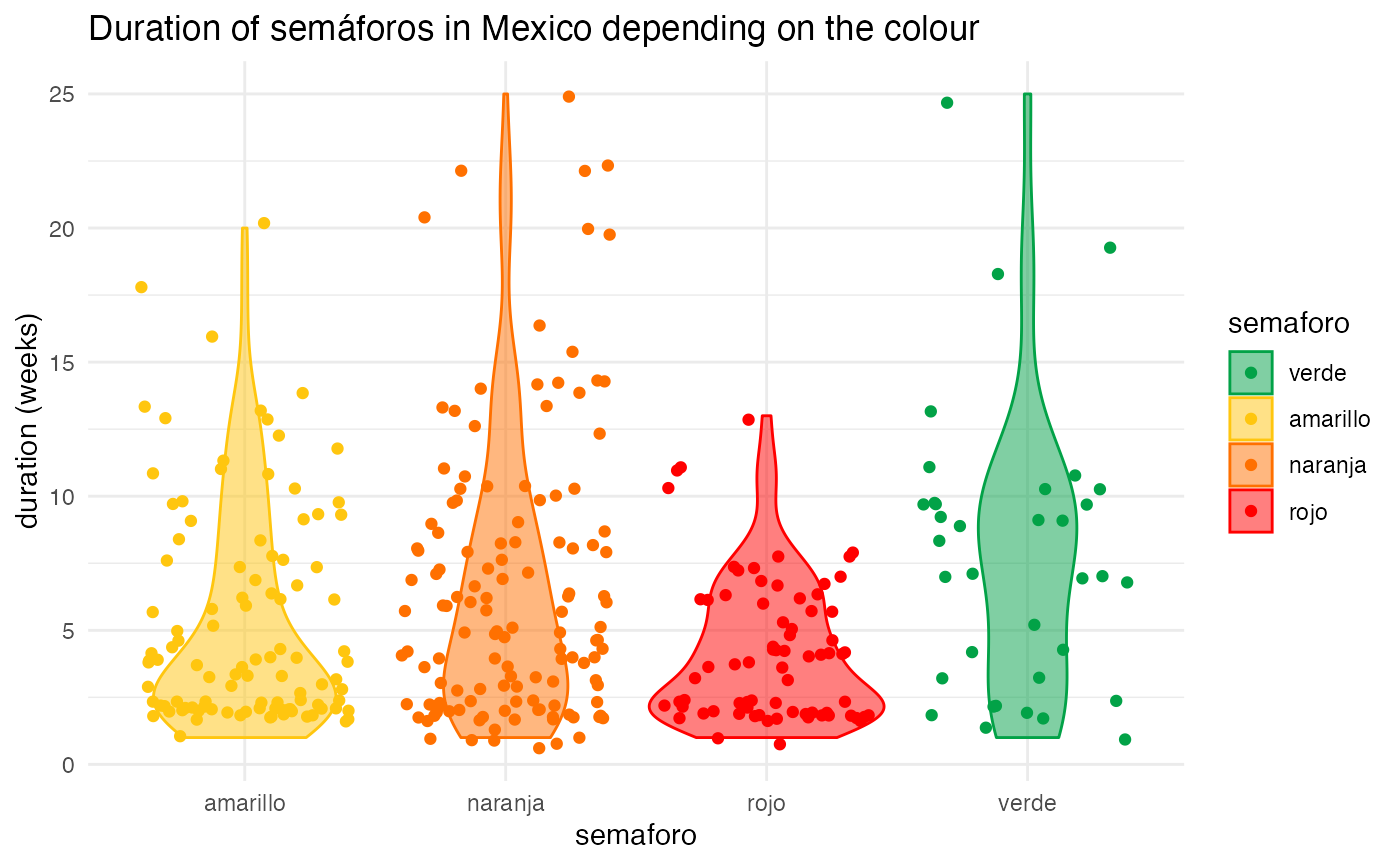 Duration of semáforos in Mexico depending on the colour
duration (weeks)
25
20
15
10
5
0
amarillo naranja rojo verde
semaforo
semaforo
verde
amarillo
naranja
rojo